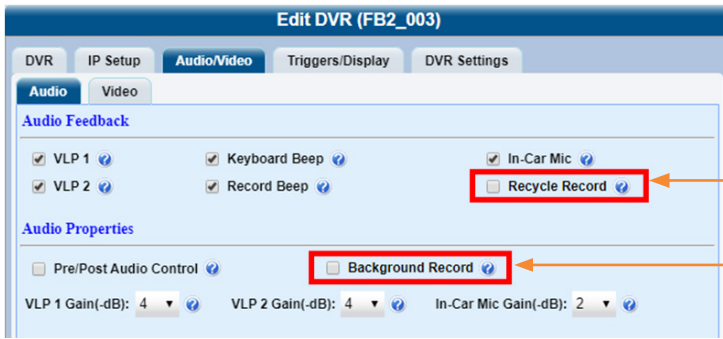 Edit DVR (FB2_003)
DVR IP Setup Audio/Video Triggers/Display DVR Settings
Audio Video
Audio Feedback
VLP 1 Keyboard Beep In-Car Mic
VLP 2 Record Beep Recycle Record
Audio Properties
Pre/Post Audio Control Background Record
VLP 1 Gain(-dB): 4 VLP 2 Gain(-dB): 4 In-Car Mic Gain(-dB): 2